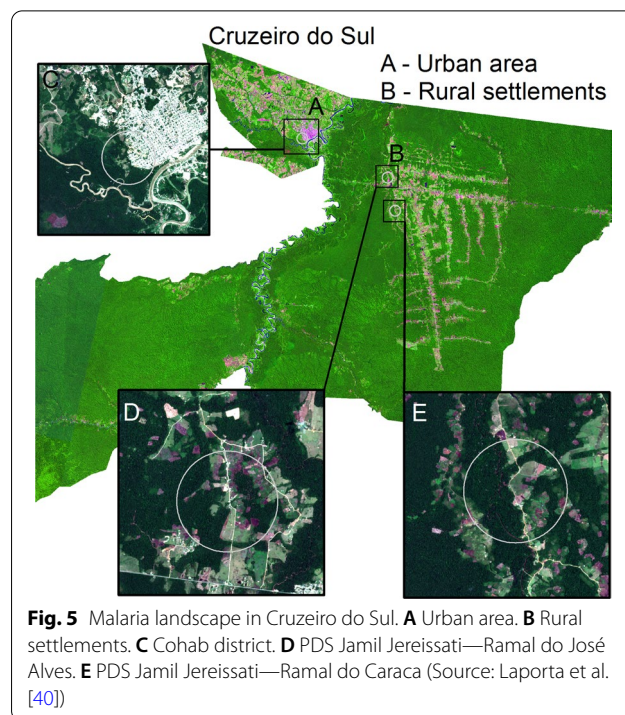 Cruzeiro do Sul
A - Urban area
B - Rural settlements
C
A
B
D
E
Fig. 5 Malaria landscape in Cruzeiro do Sul. A Urban area. B Rural
settlements. C Cohab district. D PDS Jamil Jereissati—Ramal do José
Alves. E PDS Jamil Jereissati—Ramal do Caraca (Source: Laporta et al.
[40])